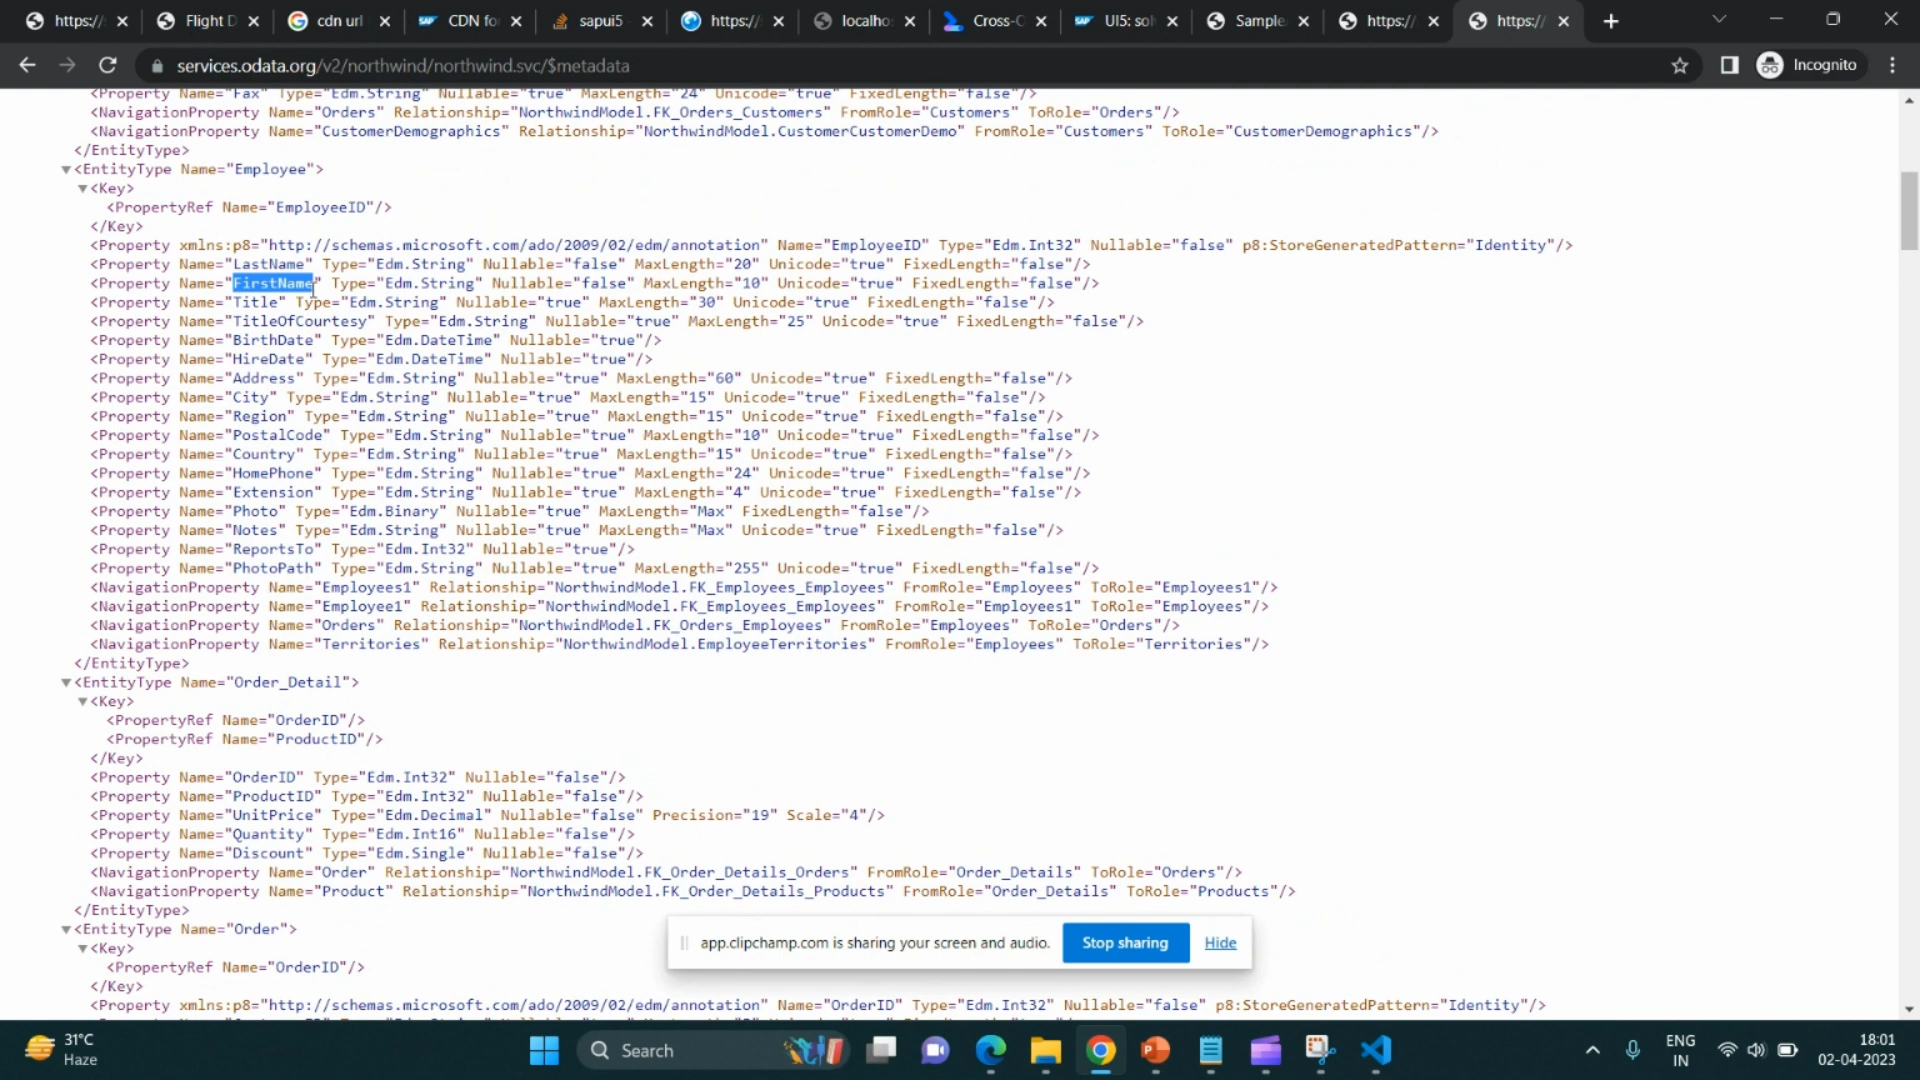 https://
Flight D
cdn url
CDN fo
sapui5 -
https://
localho
Cross-O
UI5: sol
Sample
https://
https://
services.odata.org/v2/northwind/northwind.svc/$metadata
Incognito
<Property Name="Fax" Type="Edm.String" Nullable="true" MaxLength="24" Unicode="true" FixedLength="false"/>
<NavigationProperty Name="Orders" Relationship="NorthwindModel.FK_Orders_Customers" FromRole="Customers" ToRole="Orders"/>
<NavigationProperty Name="CustomerDemographics" Relationship="NorthwindModel.CustomerCustomerDemo" FromRole="Customers" ToRole="CustomerDemographics"/>
</EntityType>
▼<EntityType Name="Employee">
▼<Key>
<PropertyRef Name="EmployeeID"/>
</Key>
<Property xmlns:p8="http://schemas.microsoft.com/ado/2009/02/edm/annotation" Name="EmployeeID" Type="Edm.Int32" Nullable="false" p8:StoreGeneratedPattern="Identity"/>
<Property Name="LastName" Type="Edm.String" Nullable="false" MaxLength="20" Unicode="true" FixedLength="false"/>
<Property Name="FirstName" Type="Edm.String" Nullable="false" MaxLength="10" Unicode="true" FixedLength="false"/>
<Property Name="Title" Type="Edm.String" Nullable="true" MaxLength="30" Unicode="true" FixedLength="false"/>
<Property Name="TitleOfCourtesy" Type="Edm.String" Nullable="true" MaxLength="25" Unicode="true" FixedLength="false"/>
<Property Name="BirthDate" Type="Edm.DateTime" Nullable="true"/>
<Property Name="HireDate" Type="Edm.DateTime" Nullable="true"/>
<Property Name="Address" Type="Edm.String" Nullable="true" MaxLength="60" Unicode="true" FixedLength="false"/>
<Property Name="City" Type="Edm.String" Nullable="true" MaxLength="15" Unicode="true" FixedLength="false"/>
<Property Name="Region" Type="Edm.String" Nullable="true" MaxLength="15" Unicode="true" FixedLength="false"/>
<Property Name="PostalCode" Type="Edm.String" Nullable="true" MaxLength="10" Unicode="true" FixedLength="false"/>
<Property Name="Country" Type="Edm.String" Nullable="true" MaxLength="15" Unicode="true" FixedLength="false"/>
<Property Name="HomePhone" Type="Edm.String" Nullable="true" MaxLength="24" Unicode="true" FixedLength="false"/>
<Property Name="Extension" Type="Edm.String" Nullable="true" MaxLength="4" Unicode="true" FixedLength="false"/>
<Property Name="Photo" Type="Edm.Binary" Nullable="true" MaxLength="Max" FixedLength="false"/>
<Property Name="Notes" Type="Edm.String" Nullable="true" MaxLength="Max" Unicode="true" FixedLength="false"/>
<Property Name="ReportsTo" Type="Edm.Int32" Nullable="true"/>
<Property Name="PhotoPath" Type="Edm.String" Nullable="true" MaxLength="255" Unicode="true" FixedLength="false"/>
<NavigationProperty Name="Employees1" Relationship="NorthwindModel.FK_Employees_Employees" FromRole="Employees" ToRole="Employees1"/>
<NavigationProperty Name="Employee1" Relationship="NorthwindModel.FK_Employees_Employees" FromRole="Employees1" ToRole="Employees"/>
<NavigationProperty Name="Orders" Relationship="NorthwindModel.FK_Orders_Employees" FromRole="Employees" ToRole="Orders"/>
<NavigationProperty Name="Territories" Relationship="NorthwindModel.EmployeeTerritories" FromRole="Employees" ToRole="Territories"/>
</EntityType>
▼<EntityType Name="Order_Detail">
▼<Key>
<PropertyRef Name="OrderID"/>
<PropertyRef Name="ProductID"/>
</Key>
<Property Name="OrderID" Type="Edm.Int32" Nullable="false"/>
<Property Name="ProductID" Type="Edm.Int32" Nullable="false"/>
<Property Name="UnitPrice" Type="Edm.Decimal" Nullable="false" Precision="19" Scale="4"/>
<Property Name="Quantity" Type="Edm.Int16" Nullable="false"/>
<Property Name="Discount" Type="Edm.Single" Nullable="false"/>
<NavigationProperty Name="Order" Relationship="NorthwindModel.FK_Order_Details_Orders" FromRole="Order_Details" ToRole="Orders"/>
<NavigationProperty Name="Product" Relationship="NorthwindModel.FK_Order_Details_Products" FromRole="Order_Details" ToRole="Products"/>
</EntityType>
▼<EntityType Name="Order">
▼<Key>
<PropertyRef Name="OrderID"/>
</Key>
<Property xmlns:p8="http://schemas.microsoft.com/ado/2009/02/edm/annotation" Name="OrderID" Type="Edm.Int32" Nullable="false" p8:StoreGeneratedPattern="Identity"/>
app.clipchamp.com is sharing your screen and audio.
Stop sharing
Hide
31°C
Haze
Search
ENG
IN
18:01
02-04-2023